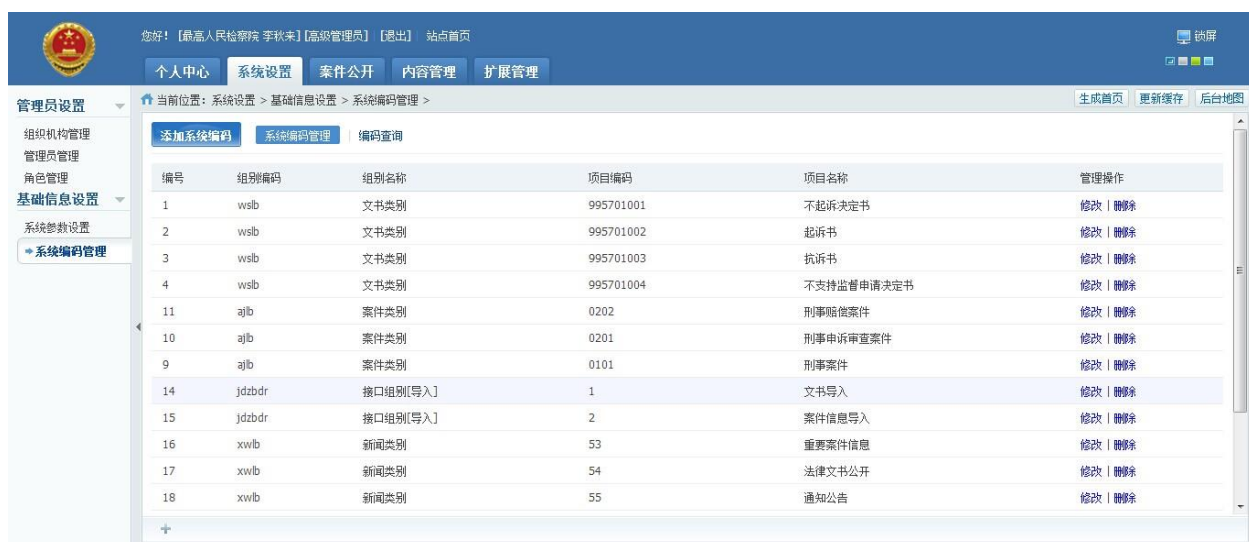 您好! [最高人民检察院 李秋来] [高级管理员] [退出] 站点首页
锁屏
个人中心 系统设置 案件公开 内容管理 扩展管理
管理员设置
组织机构管理
管理员管理
角色管理
基础信息设置
系统参数设置
系统编码管理
当前位置: 系统设置 > 基础信息设置 > 系统编码管理 >
生成首页 更新缓存 后台地图
添加系统编码 系统编码管理 编码查询
编号 组别编码 组别名称 项目编码 项目名称 管理操作
1 wslb 文书类别 995701001 不起诉决定书 修改 | 删除
2 wslb 文书类别 995701002 起诉书 修改 | 删除
3 wslb 文书类别 995701003 抗诉书 修改 | 删除
4 wslb 文书类别 995701004 不支持监督申请决定书 修改 | 删除
11 ajlb 案件类别 0202 刑事赔偿案件 修改 | 删除
10 ajlb 案件类别 0201 刑事申诉审查案件 修改 | 删除
9 ajlb 案件类别 0101 刑事案件 修改 | 删除
14 jdzbdr 接口组别[导入] 1 文书导入 修改 | 删除
15 jdzbdr 接口组别[导入] 2 案件信息导入 修改 | 删除
16 xwlb 新闻类别 53 重要案件信息 修改 | 删除
17 xwlb 新闻类别 54 法律文书公开 修改 | 删除
18 xwlb 新闻类别 55 通知公告 修改 | 删除